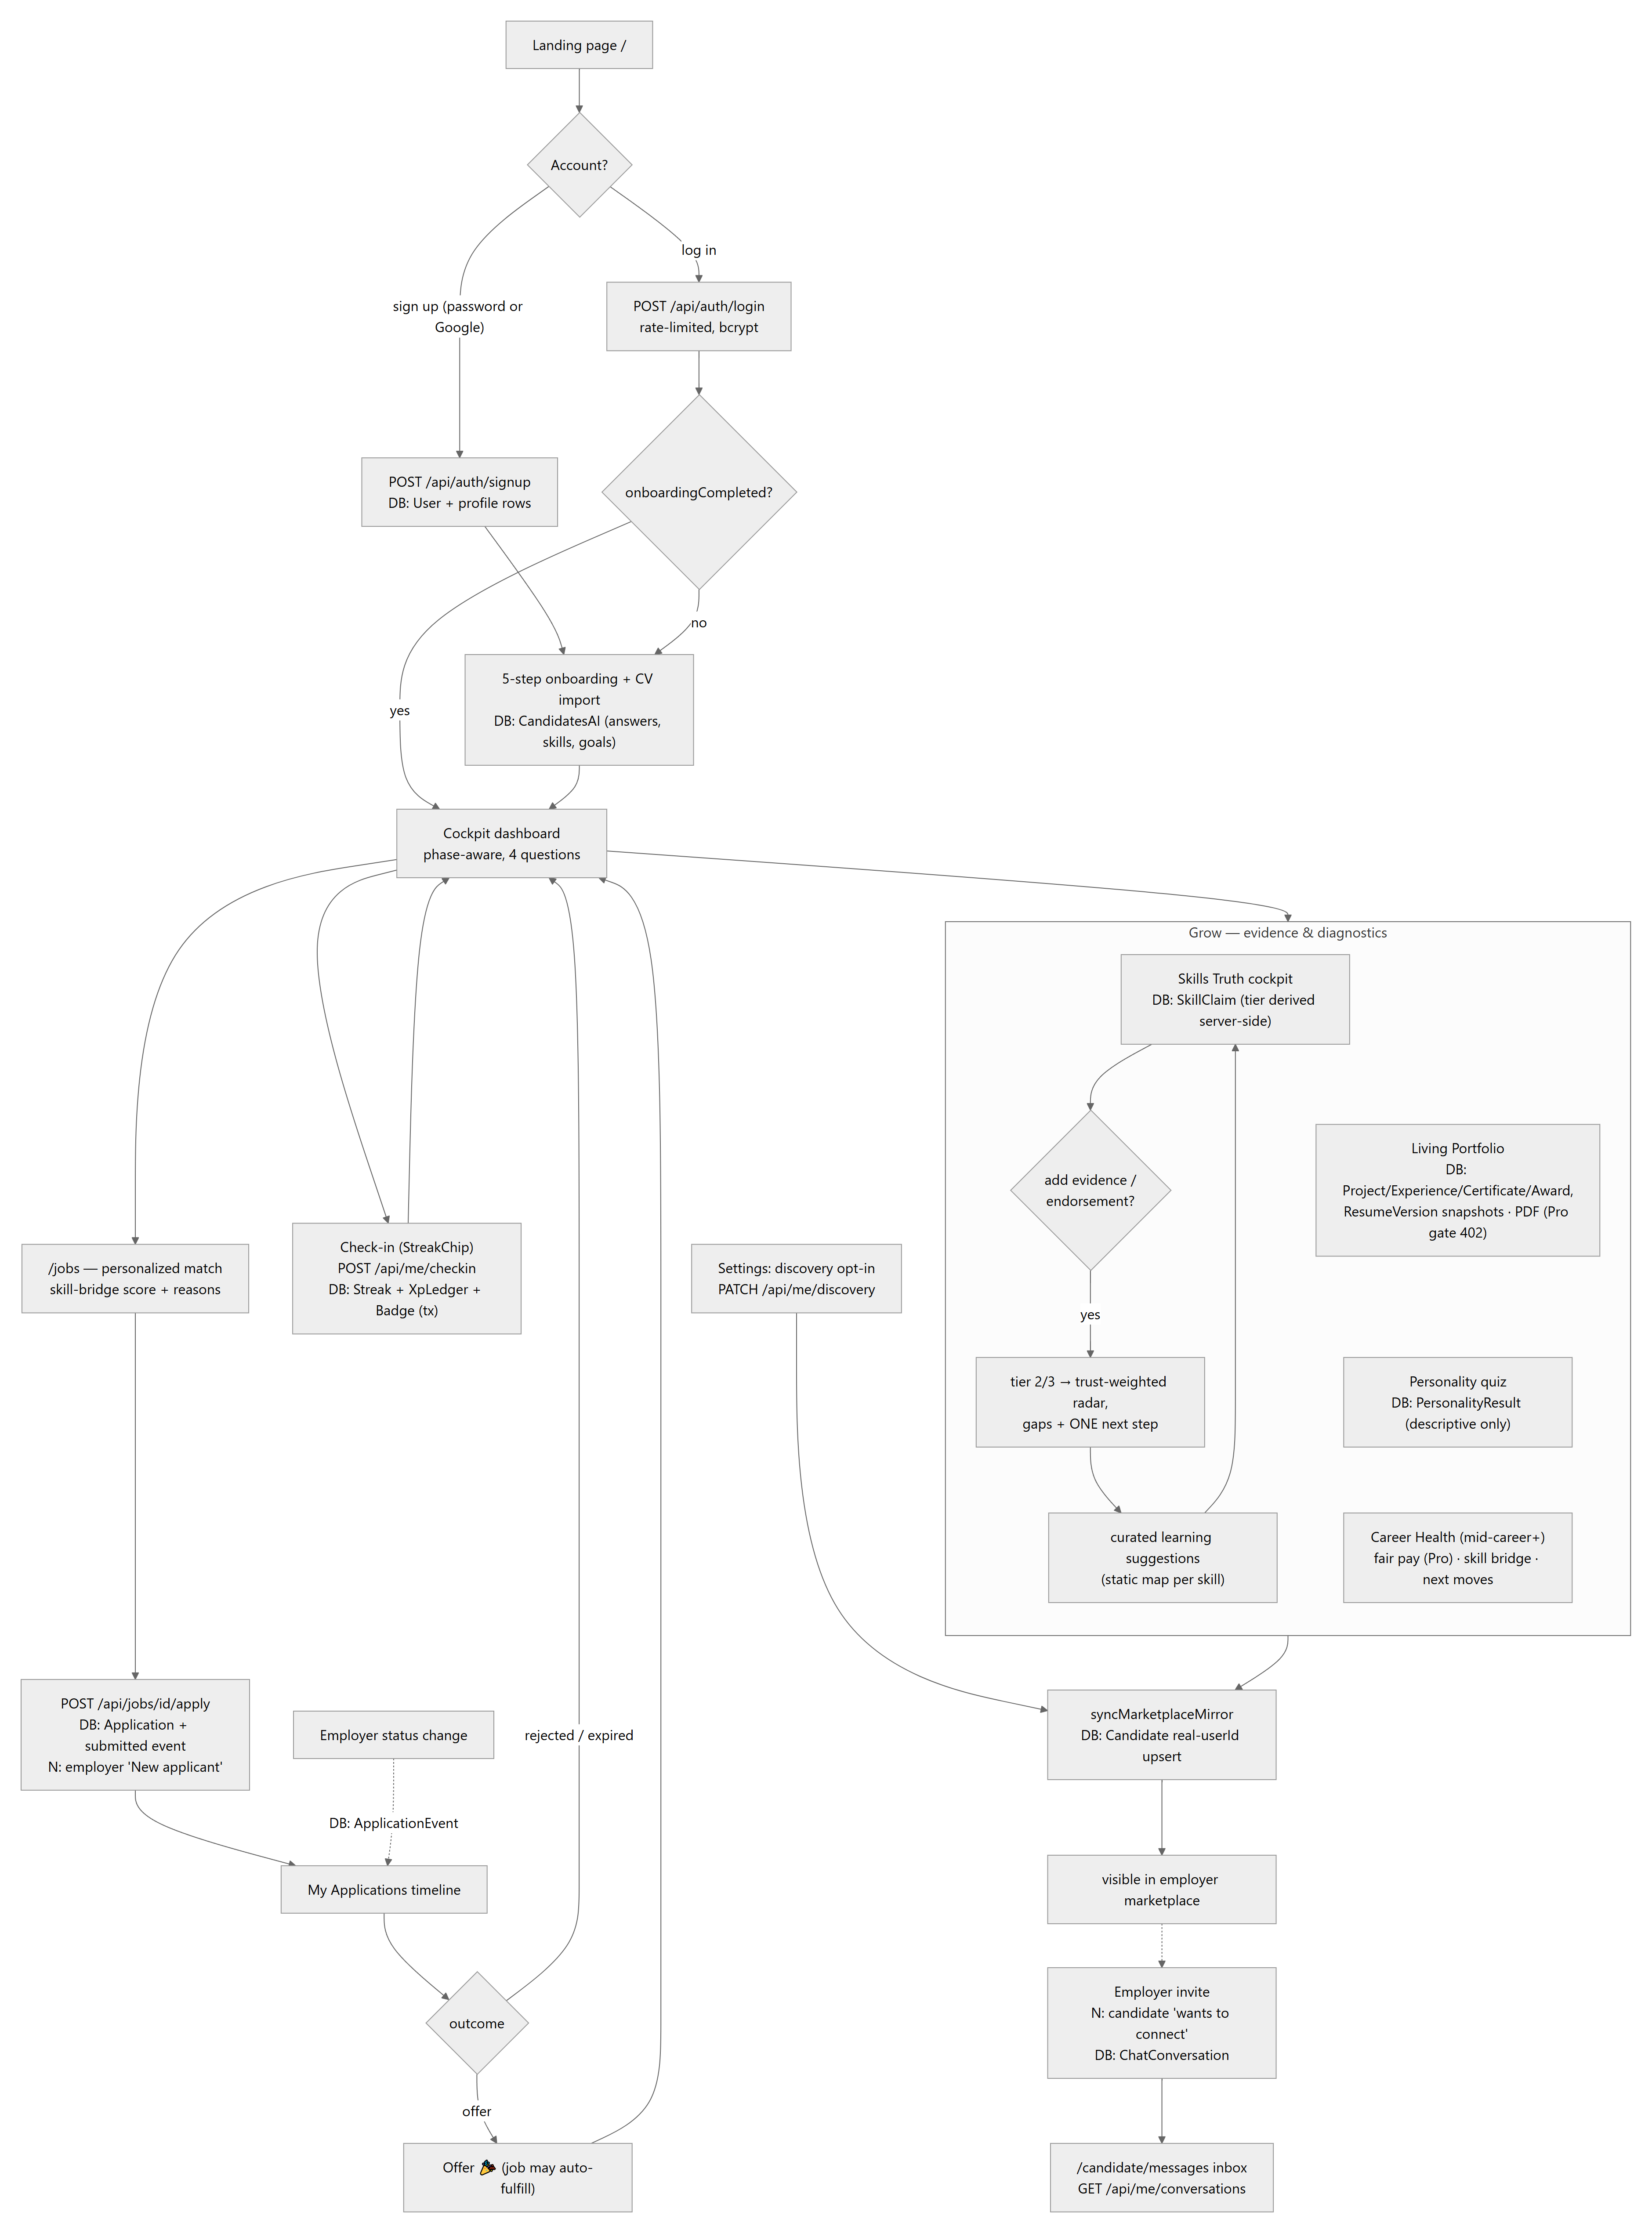 Landing page /
Account?
log in
sign up (password or
Google)
POST /api/auth/login
rate-limited, bcrypt
POST /api/auth/signup
DB: User + profile rows
onboardingCompleted?
no
yes
5-step onboarding + CV
import
DB: CandidatesAI (answers,
skills, goals)
Cockpit dashboard
phase-aware, 4 questions
Grow — evidence & diagnostics
Skills Truth cockpit
DB: SkillClaim (tier derived
server-side)
add evidence /
endorsement?
yes
tier 2/3 → trust-weighted
radar,
gaps + ONE next step
curated learning
suggestions
(static map per skill)
Living Portfolio
DB:
Project/Experience/Certificate/Award,
ResumeVersion snapshots · PDF (Pro
gate 402)
Personality quiz
DB: PersonalityResult
(descriptive only)
Career Health (mid-career+)
fair pay (Pro) · skill bridge ·
next moves
/jobs — personalized match
skill-bridge score + reasons
Check-in (StreakChip)
POST /api/me/checkin
DB: Streak + XpLedger +
Badge (tx)
Settings: discovery opt-in
PATCH /api/me/discovery
POST /api/jobs/id/apply
DB: Application +
submitted event
N: employer 'New applicant'
Employer status change
DB: ApplicationEvent
rejected / expired
My Applications timeline
outcome
offer
Offer 🎉 (job may auto-
fulfill)
syncMarketplaceMirror
DB: Candidate real-userId
upsert
visible in employer
marketplace
Employer invite
N: candidate 'wants to
connect'
DB: ChatConversation
/candidate/messages inbox
GET /api/me/conversations